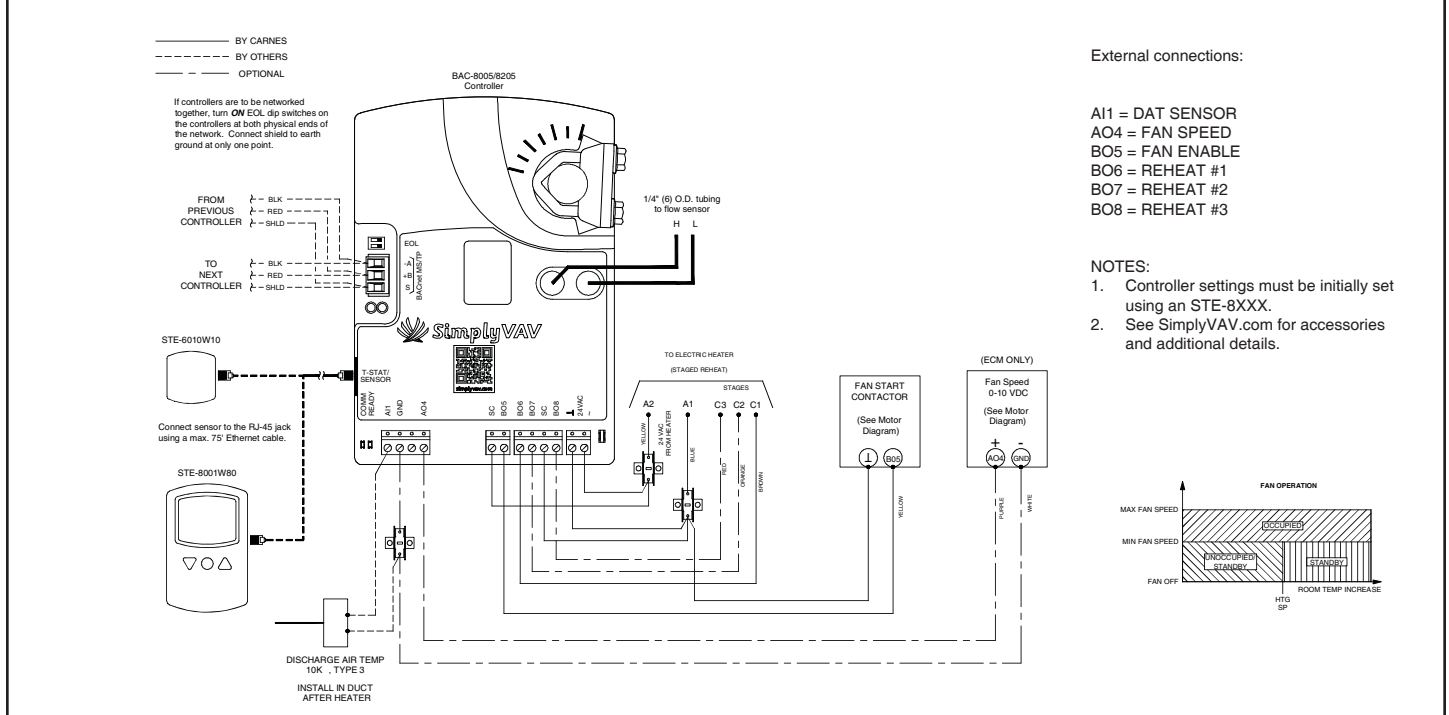 BY CARNES
BY OTHERS
OPTIONAL
If controllers are to be networked
together, turn ON EOL dip switches on
the controllers at both physical ends of
the network. Connect shield to earth
ground at only one point.
BAC-8005/8205
Controller
FROM
PREVIOUS
CONTROLLER
BLK
RED
SHLD
TO
NEXT
CONTROLLER
BLK
RED
SHLD
EOL
-A
+B
S
BACnet MS/TP
1/4" (6) O.D. tubing
to flow sensor
H L
SimplyVAV
simplyvav.com
STE-6010W10
T-STAT/
SENSOR
Connect sensor to the RJ-45 jack
using a max. 75' Ethernet cable.
STE-8001W80
COMM
READY
AI1
GND
AO4
SC
BO5
BO6
BO7
SC
BO8
24VAC
~
TO ELECTRIC HEATER
(STAGED REHEAT)
STAGES
A2 A1 C3 C2 C1
YELLOW
24 VAC
FROM HEATER
BLUE
RED
ORANGE
BROWN
FAN START
CONTACTOR
(See Motor
Diagram)
B05
YELLOW
(ECM ONLY)
Fan Speed
0-10 VDC
(See Motor
Diagram)
+ -
AO4 GND
PURPLE
WHITE
DISCHARGE AIR TEMP
10K , TYPE 3
INSTALL IN DUCT
AFTER HEATER
External connections:
AI1 = DAT SENSOR
AO4 = FAN SPEED
BO5 = FAN ENABLE
BO6 = REHEAT #1
BO7 = REHEAT #2
BO8 = REHEAT #3
NOTES:
1. Controller settings must be initially set
using an STE-8XXX.
2. See SimplyVAV.com for accessories
and additional details.
FAN OPERATION
MAX FAN SPEED
OCCUPIED
MIN FAN SPEED
UNOCCUPIED/
STANDBY
STANDBY
FAN OFF
HTG
SP
ROOM TEMP INCREASE